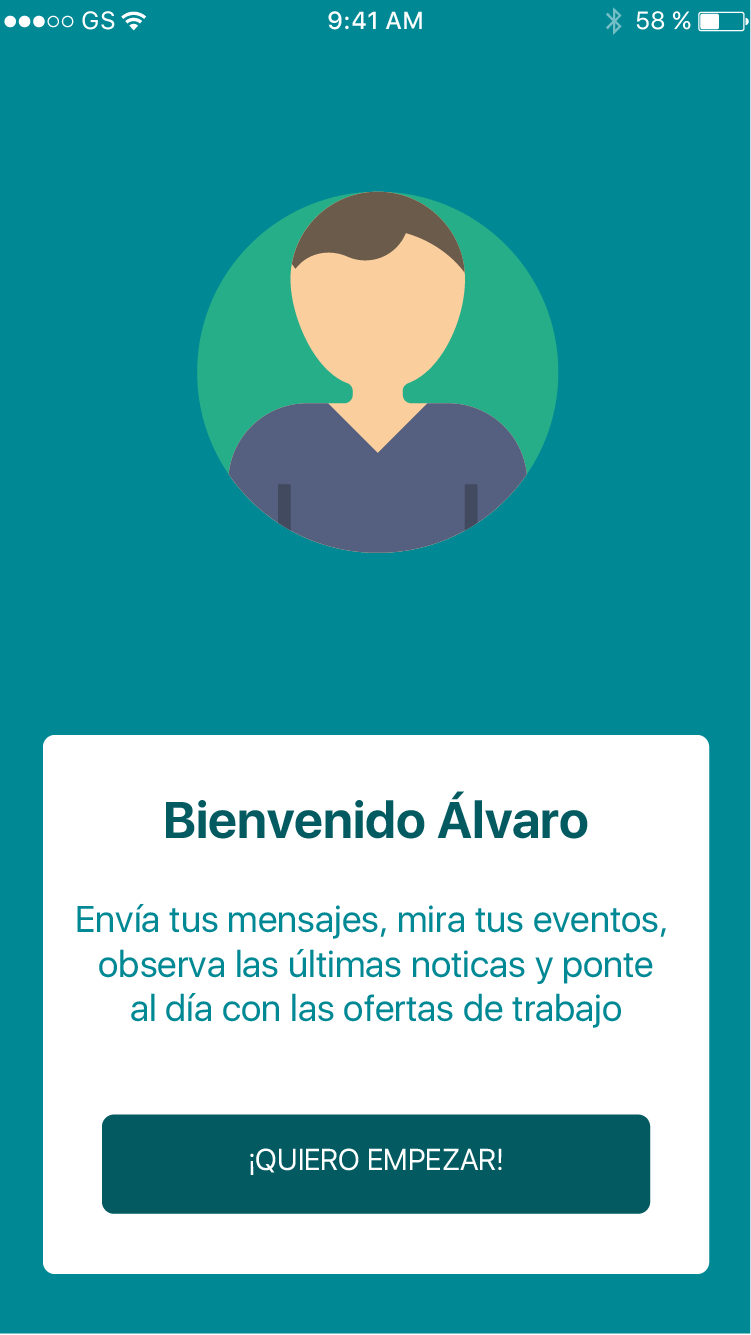 GS 9:41 AM 58 %
Bienvenido Álvaro
Envía tus mensajes, mira tus eventos,
observa las últimas noticas y ponte
al día con las ofertas de trabajo
¡QUIERO EMPEZAR!